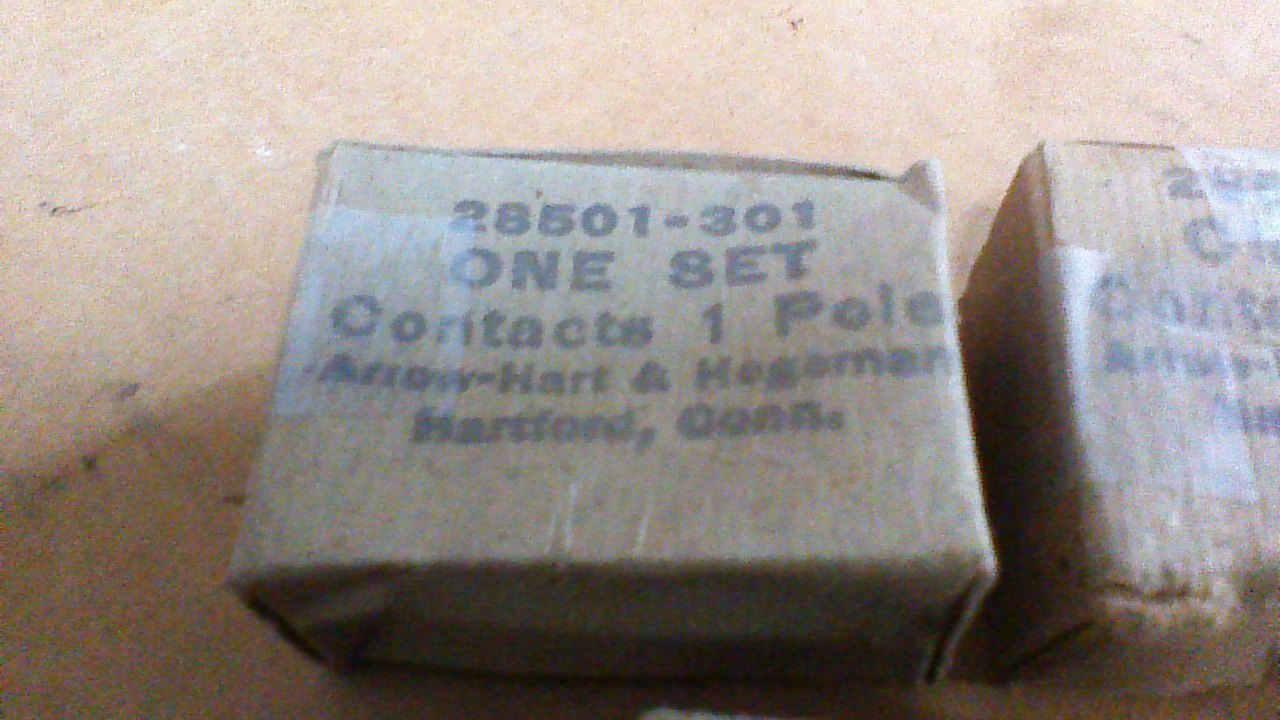 28501-301
ONE SET
Contacts 1 Pole
Arrow-Hart & Hegeman
Hartford, Conn.